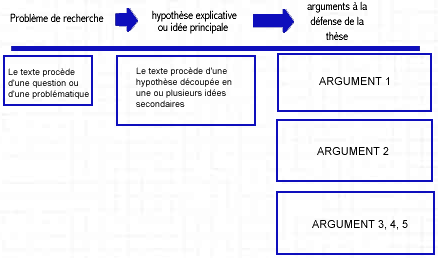 Problème de recherche
hypothèse explicative
ou idée principale
arguments à la
défense de la
thèse
Le texte procède
d'une question ou
d'une problématique
Le texte procède d'une
hypothèse découpée en
une ou plusieurs idées
secondaires
ARGUMENT 1
ARGUMENT 2
ARGUMENT 3, 4, 5